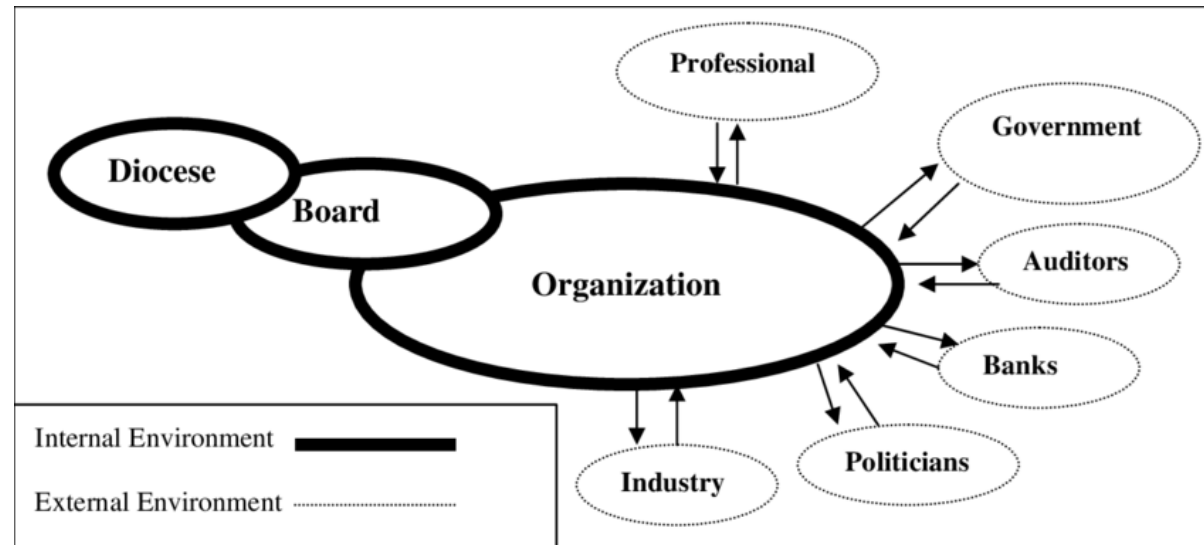 Professional
Government
Diocese
Board
Auditors
Organization
Banks
Politicians
Industry
Internal Environment
External Environment